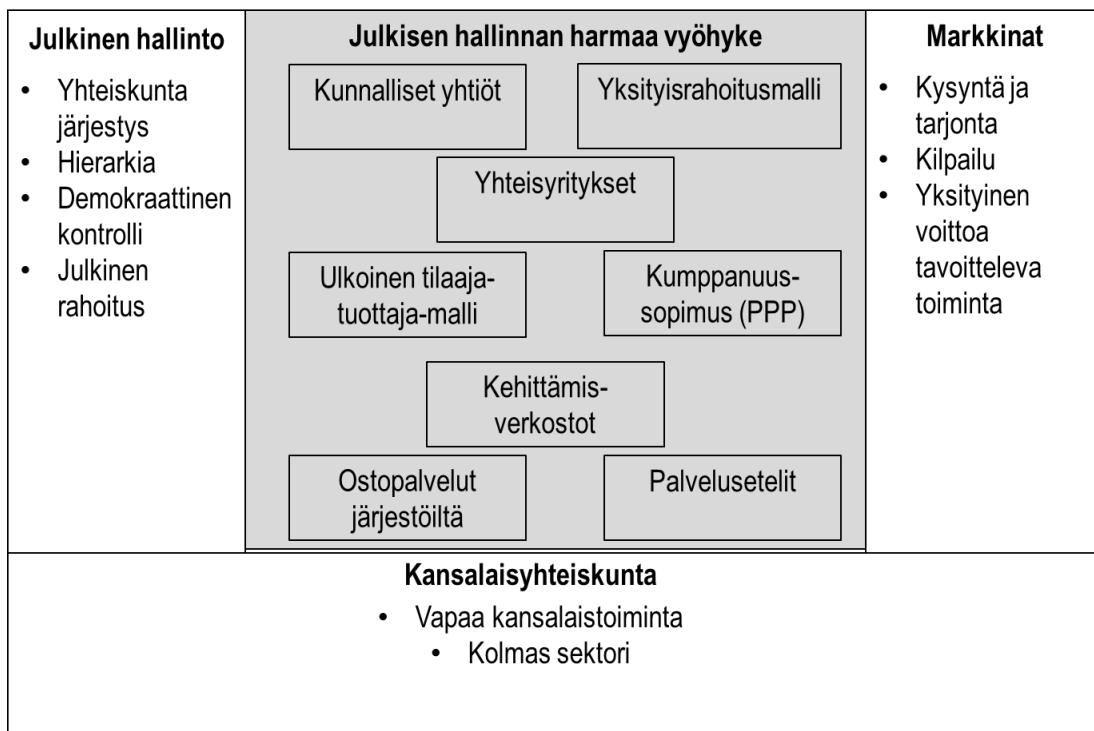 Julkinen hallinto
• Yhteiskunta
järjestys
• Hierarkia
• Demokraattinen
kontrolli
• Julkinen
rahoitus
Julkisen hallinnan harmaa vyöhyke
Kunnalliset yhtiöt
Yksityisrahoitusmalli
Yhteisyritykset
Ulkoinen tilaaja-
tuottaja-malli
Kumppanuus-
sopimus (PPP)
Kehittämis-
verkostot
Ostopalvelut
järjestöiltä
Palvelusetelit
Markkinat
• Kysyntä ja
tarjonta
• Kilpailu
• Yksityinen
voittoa
tavoitteleva
toiminta
Kansalaisyhteiskunta
• Vapaa kansalaistoiminta
• Kolmas sektori